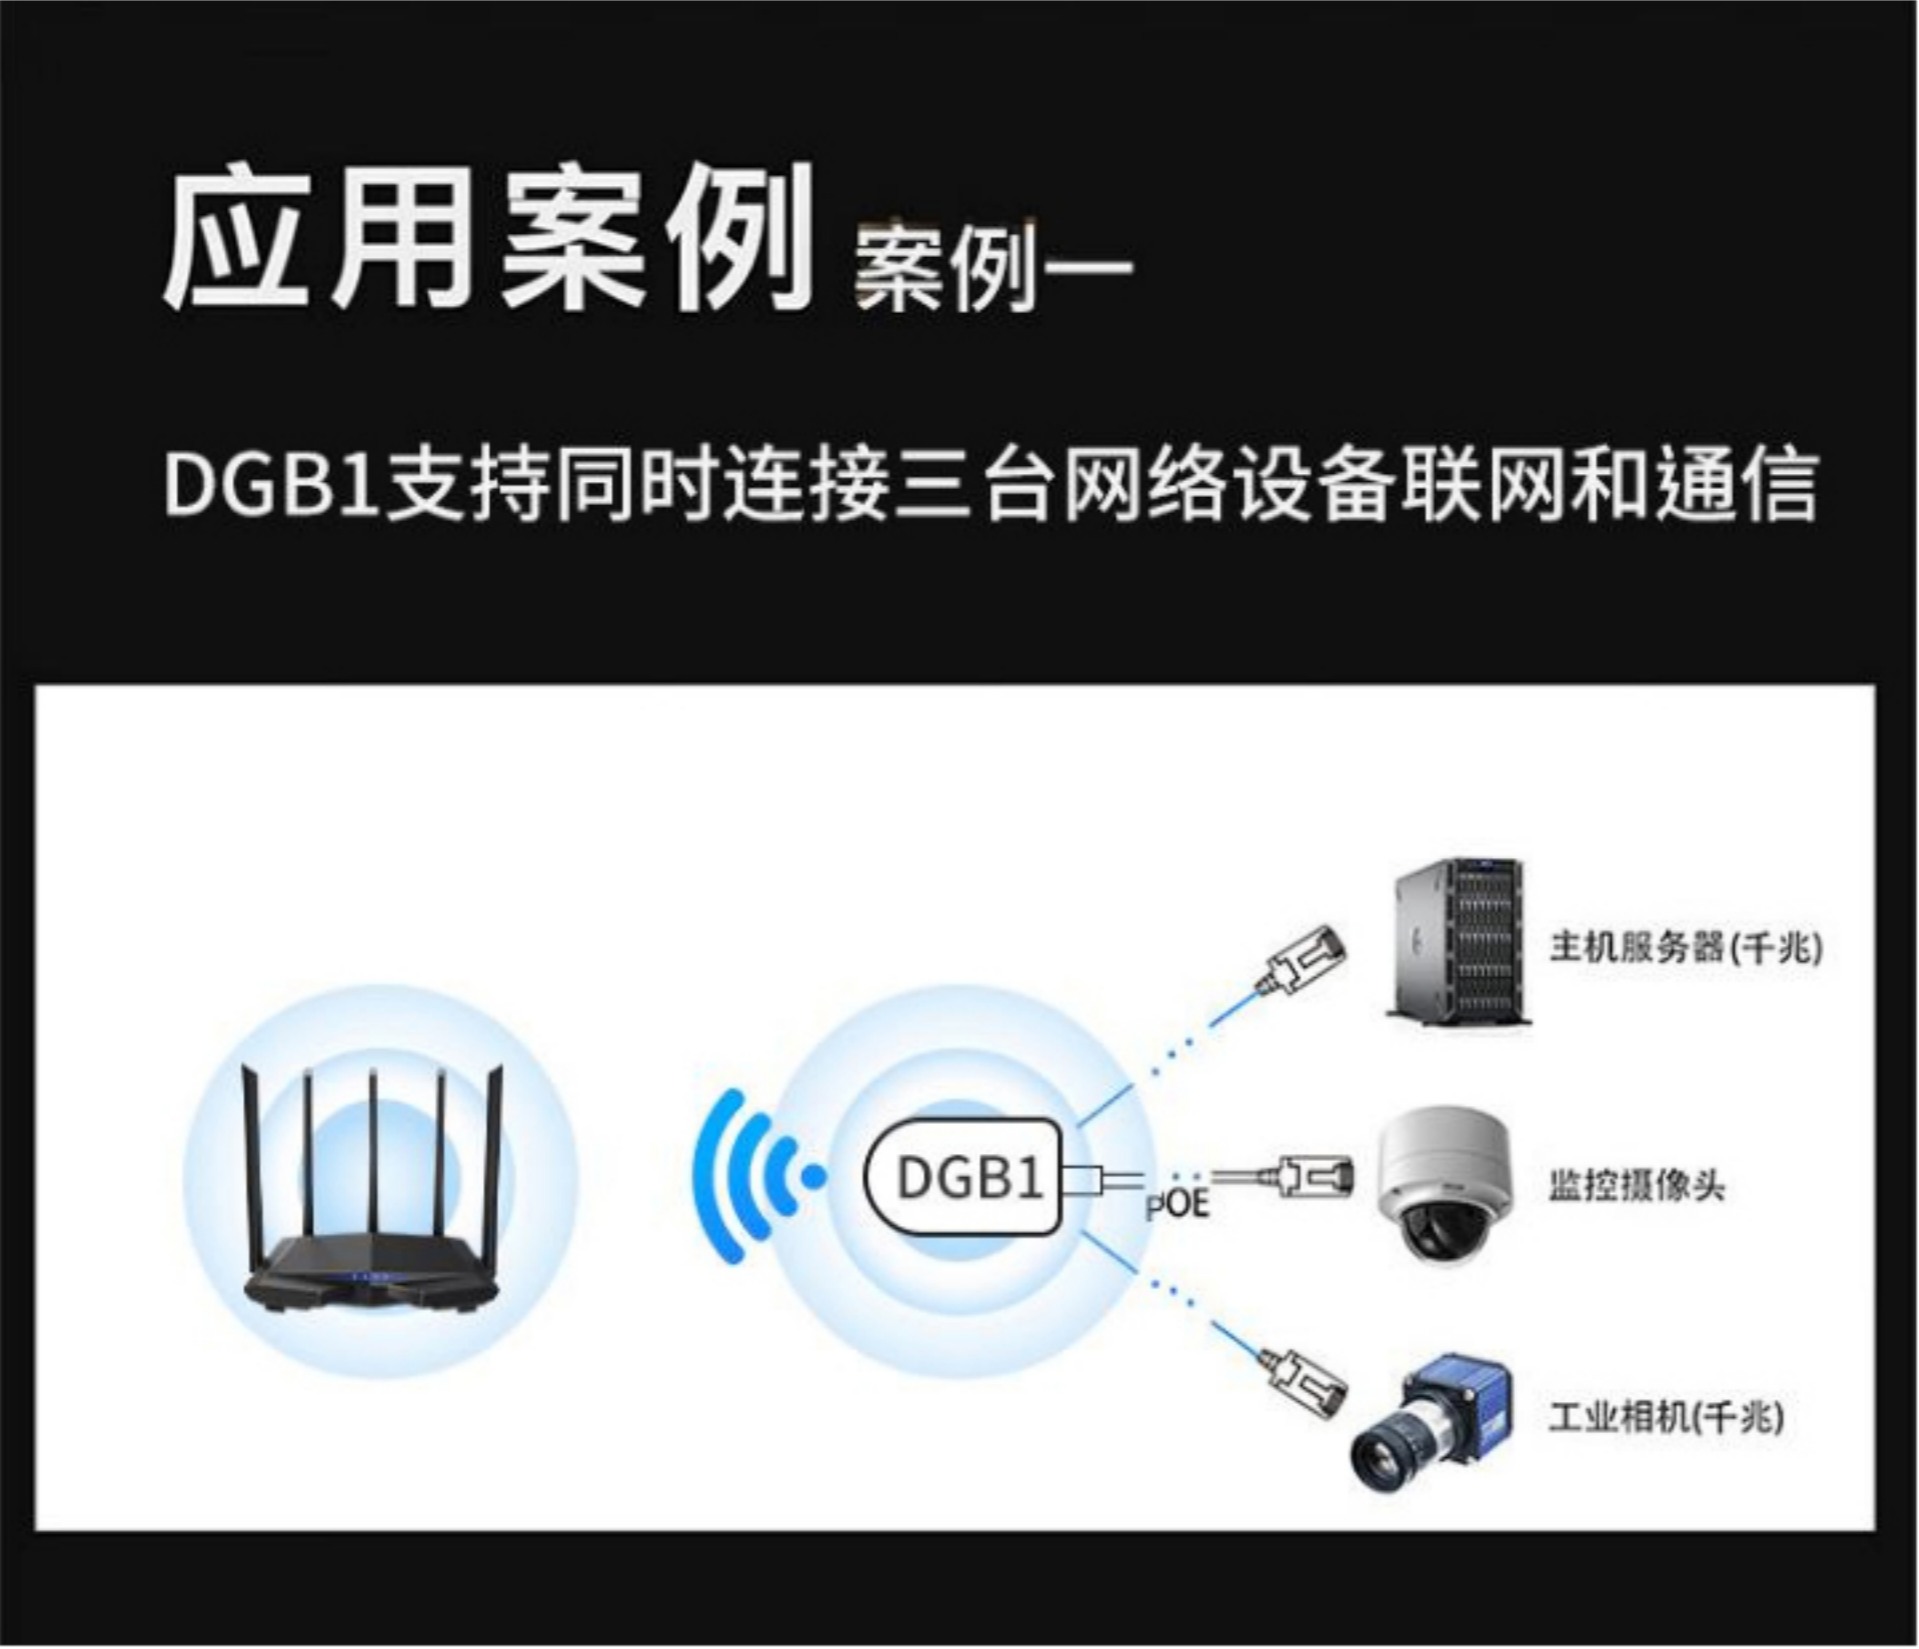 应用案例 案例一
DGB1支持同时连接三台网络设备联网和通信
主机服务器(千兆)
DGB1
POE
监控摄像头
工业相机(千兆)